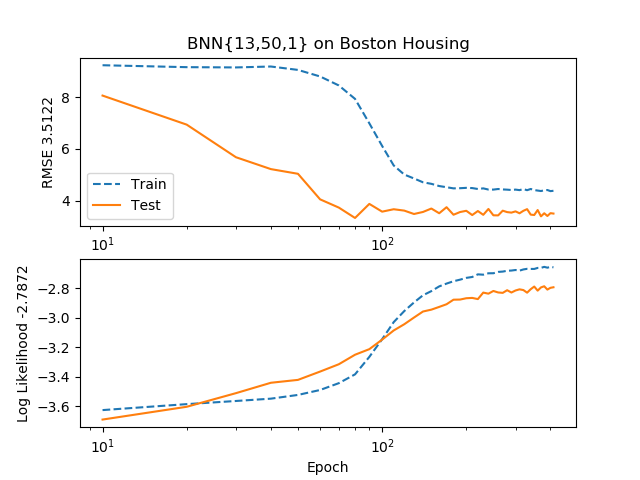 BNN{13,50,1} on Boston Housing
RMSE 3.5122
8
6
4
Train
Test
10¹
10²
Log Likelihood -2.7872
−2.8
−3.0
−3.2
−3.4
−3.6
10¹
10²
Epoch